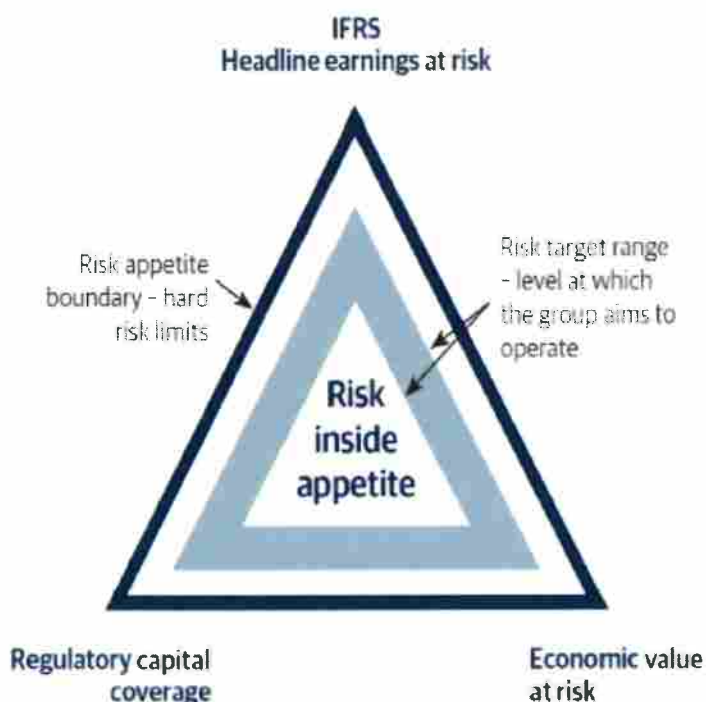 IFRS
Headline earnings at risk
Risk appetite
boundary – hard
risk limits
Risk target range
– level at which
the group aims to
operate
Risk
inside
appetite
Regulatory capital
coverage
Economic value
at risk